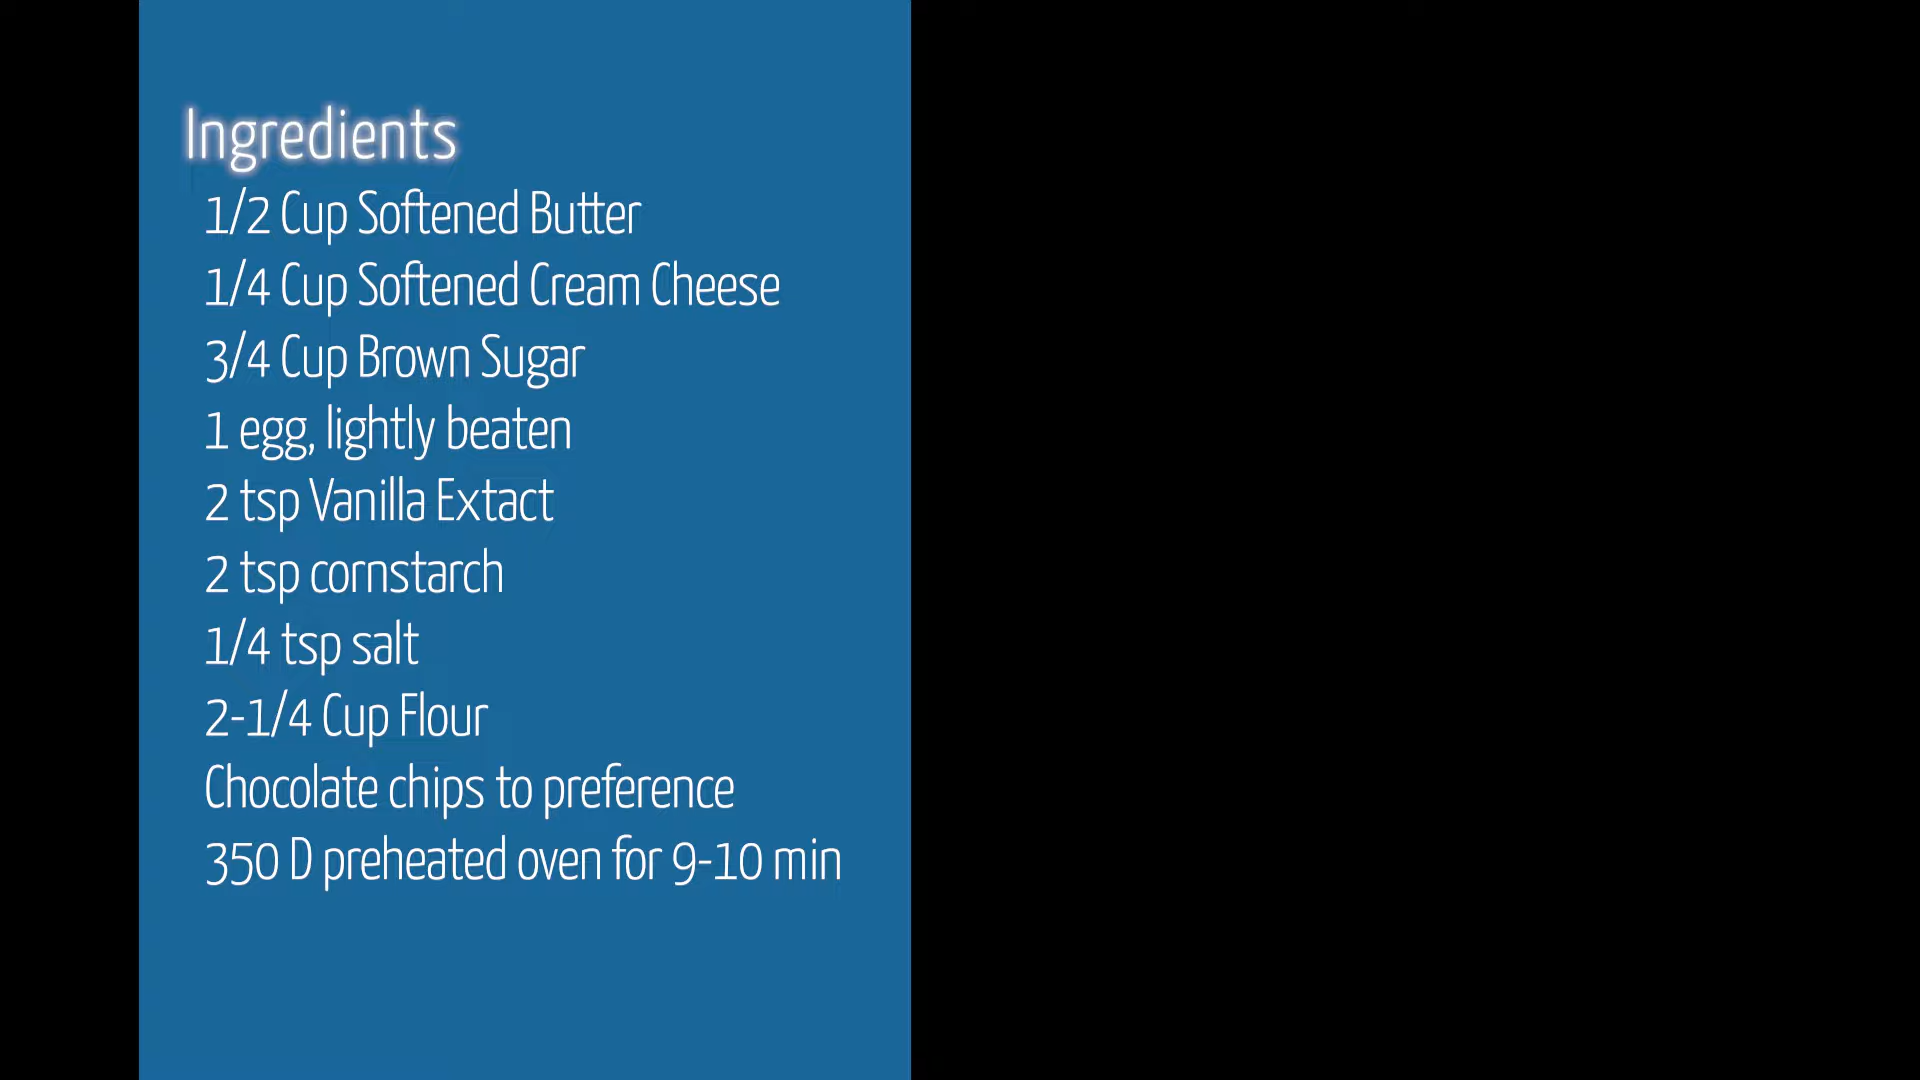 Ingredients
1/2 Cup Softened Butter
1/4 Cup Softened Cream Cheese
3/4 Cup Brown Sugar
1 egg, lightly beaten
2 tsp Vanilla Extact
2 tsp cornstarch
1/4 tsp salt
2-1/4 Cup Flour
Chocolate chips to preference
350 D preheated oven for 9-10 min